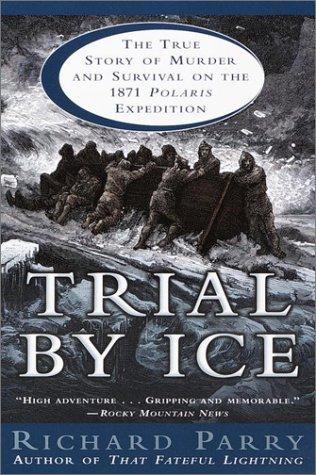 THE TRUE
STORY OF MURDER
AND SURVIVAL ON THE
1871 POLARIS
EXPEDITION
TRIAL
BY ICE
"HIGH ADVENTURE . . . GRIPPING AND MEMORABLE."
—ROCKY MOUNTAIN NEWS
RICHARD PARRY
AUTHOR OF THAT FATEFUL LIGHTNING